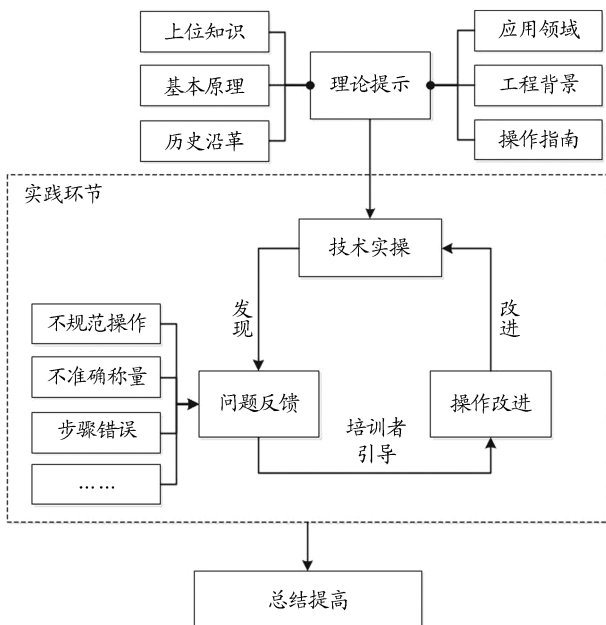 上位知识
基本原理
历史沿革
理论提示
应用领域
工程背景
操作指南
实践环节
技术实操
发现
改进
不规范操作
不准确称量
步骤错误
……
问题反馈
操作改进
培训者
引导
总结提高